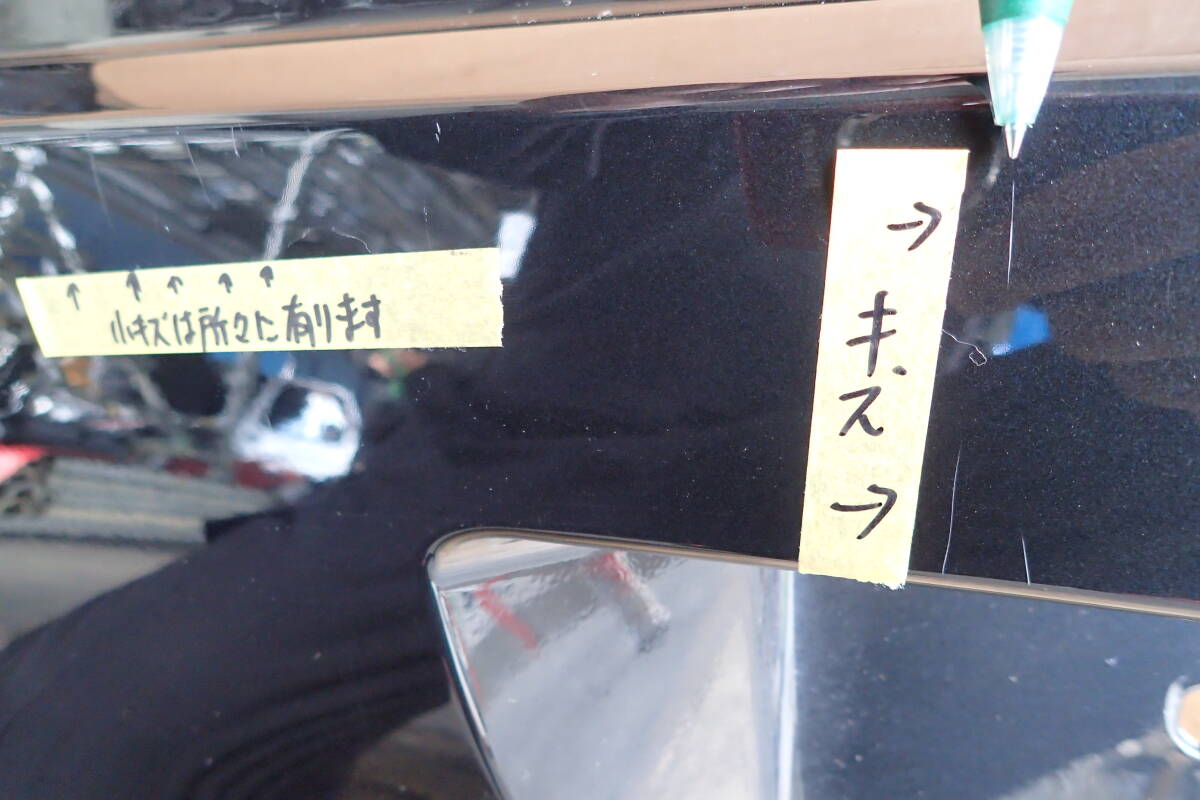 ↑ ↑ ↑ ↑ ↑
小キズは所々に有ります
→キズ→